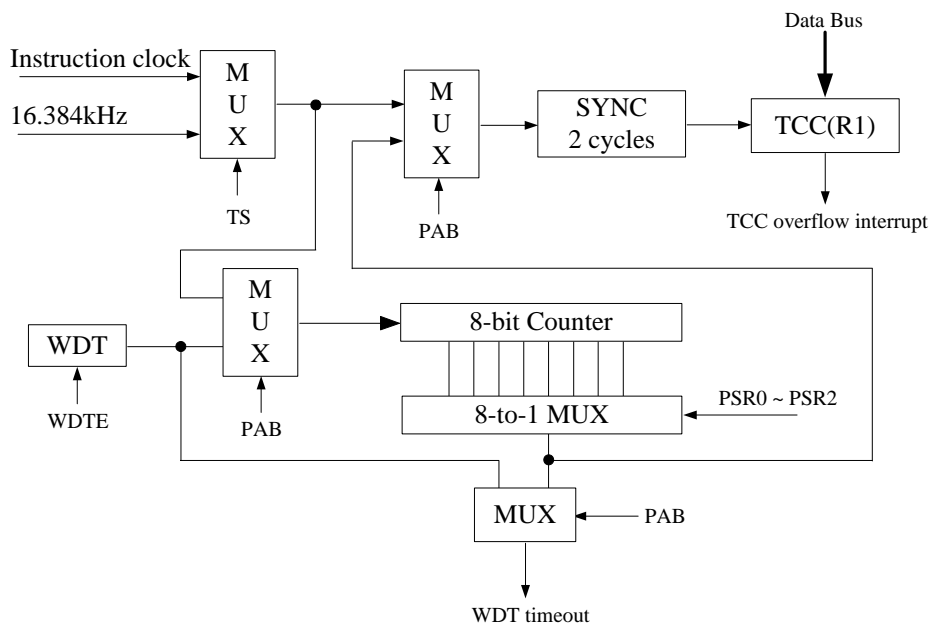 Data Bus
Instruction clock
16.384kHz
M
U
X
TS
M
U
X
PAB
SYNC
2 cycles
TCC(R1)
TCC overflow interrupt
WDT
WDTE
M
U
X
PAB
8-bit Counter
8-to-1 MUX
PSR0 ~ PSR2
MUX
PAB
WDT timeout